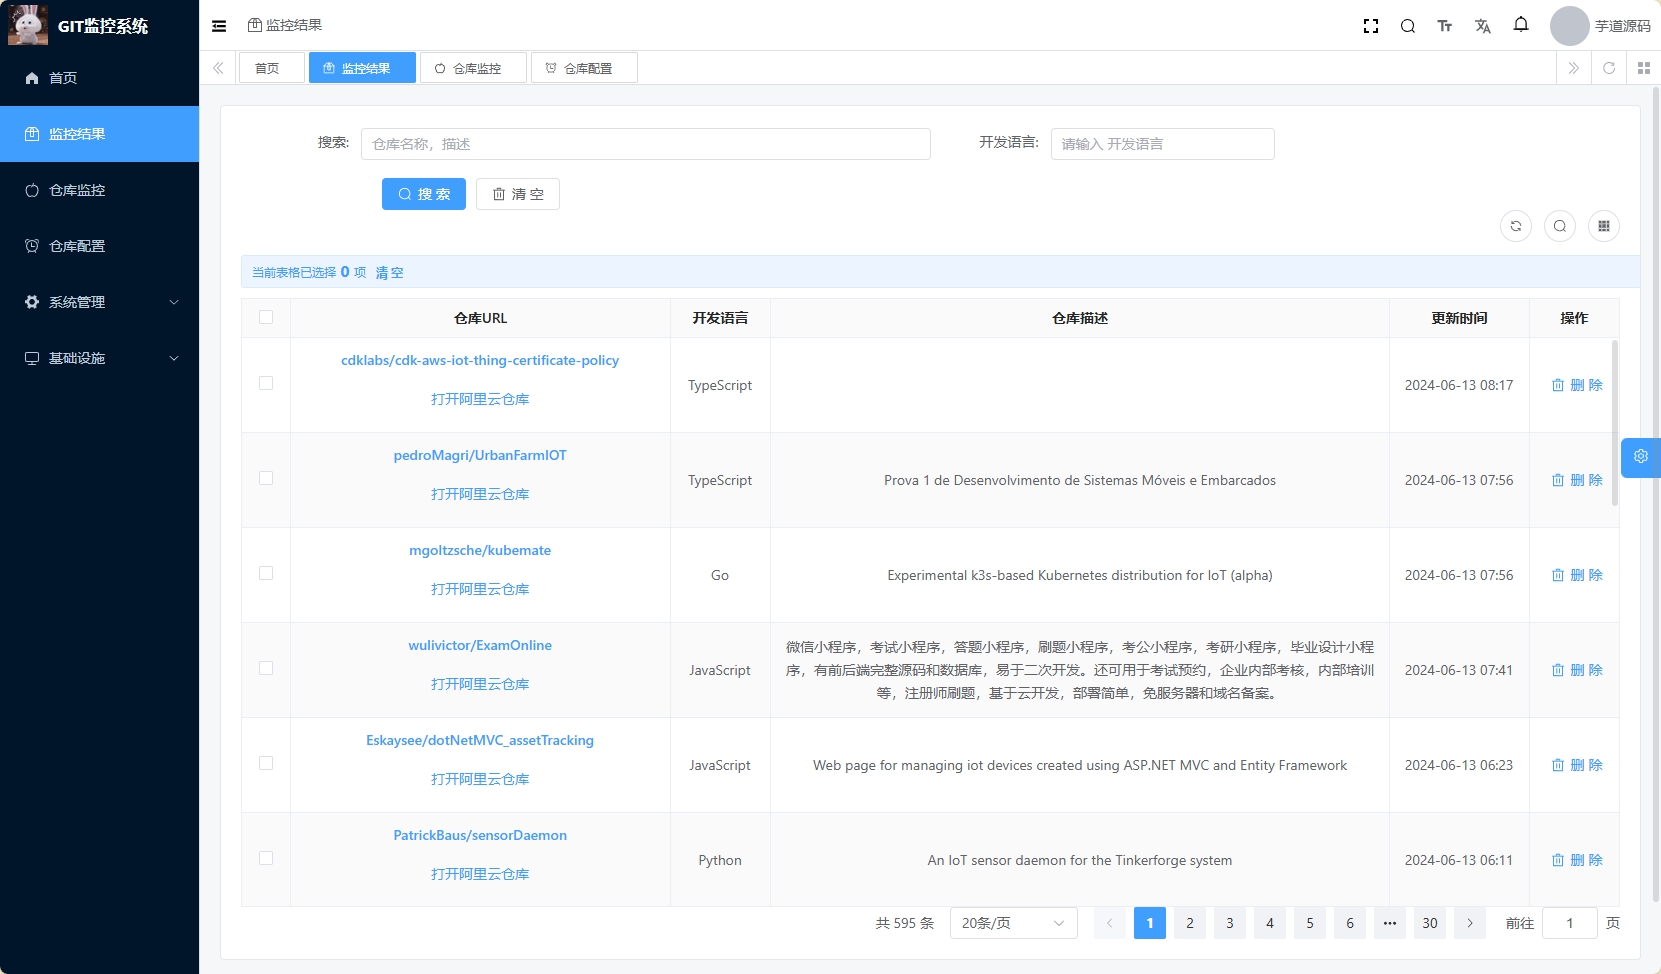 GIT监控系统
监控结果
芋道源码
首页
监控结果
仓库监控
仓库配置
系统管理
基础设施
首页
监控结果
仓库监控
仓库配置
搜索:
仓库名称，描述
开发语言:
请输入 开发语言
搜 索
清 空
当前表格已选择 0 项 清空
仓库URL
开发语言
仓库描述
更新时间
操作
cdklabs/cdk-aws-iot-thing-certificate-policy
打开阿里云仓库
TypeScript
2024-06-13 08:17
删 除
pedroMagri/UrbanFarmIOT
打开阿里云仓库
TypeScript
Prova 1 de Desenvolvimento de Sistemas Móveis e Embarcados
2024-06-13 07:56
删 除
mgoltzsche/kubemate
打开阿里云仓库
Go
Experimental k3s-based Kubernetes distribution for IoT (alpha)
2024-06-13 07:56
删 除
wulivictor/ExamOnline
打开阿里云仓库
JavaScript
微信小程序，考试小程序，答题小程序，刷题小程序，考公小程序，考研小程序，毕业设计小程
序，有前后端完整源码和数据库，易于二次开发。还可用于考试预约，企业内部考核，内部培训
等，注册师刷题，基于云开发，部署简单，免服务器和域名备案。
2024-06-13 07:41
删 除
Eskaysee/dotNetMVC_assetTracking
打开阿里云仓库
JavaScript
Web page for managing iot devices created using ASP.NET MVC and Entity Framework
2024-06-13 06:23
删 除
PatrickBaus/sensorDaemon
打开阿里云仓库
Python
An IoT sensor daemon for the Tinkerforge system
2024-06-13 06:11
删 除
共 595 条
20条/页
1 2 3 4 5 6 ••• 30
前往 1 页